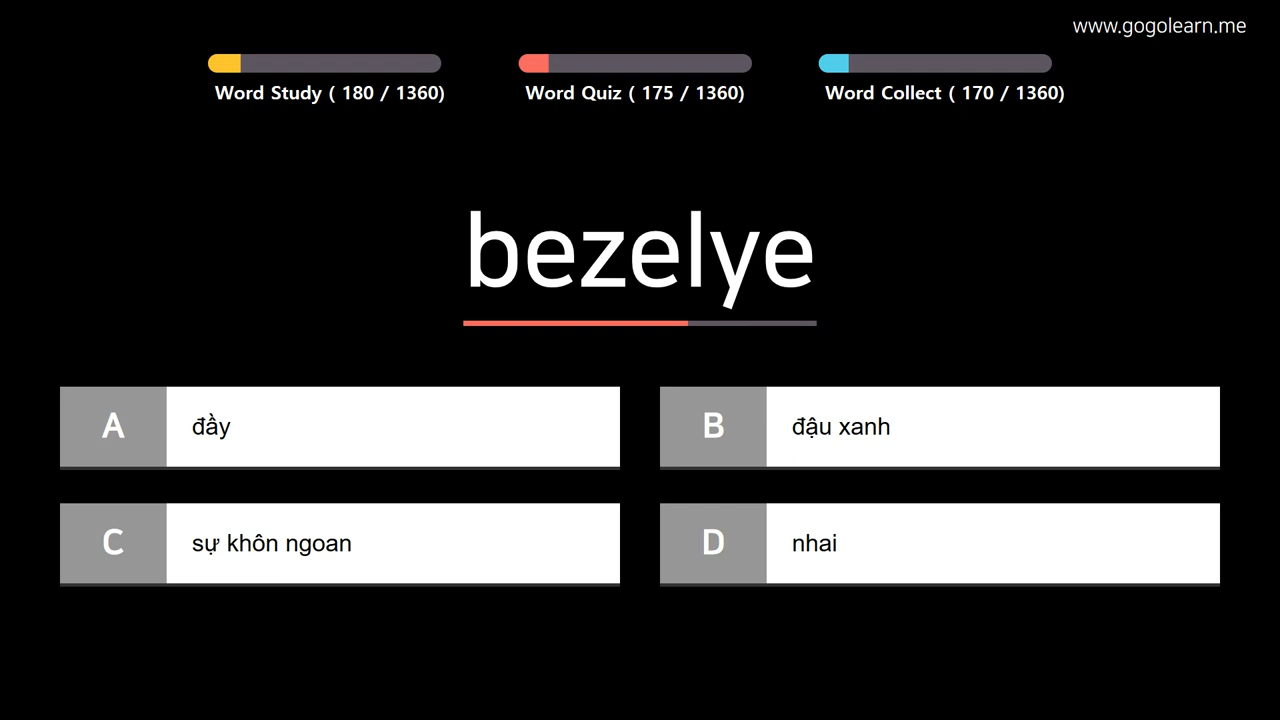 www.gogolearn.me
Word Study ( 180 / 1360)
Word Quiz ( 175 / 1360)
Word Collect ( 170 / 1360)
bezelye
A
đầy
B
đậu xanh
C
sự khôn ngoan
D
nhai